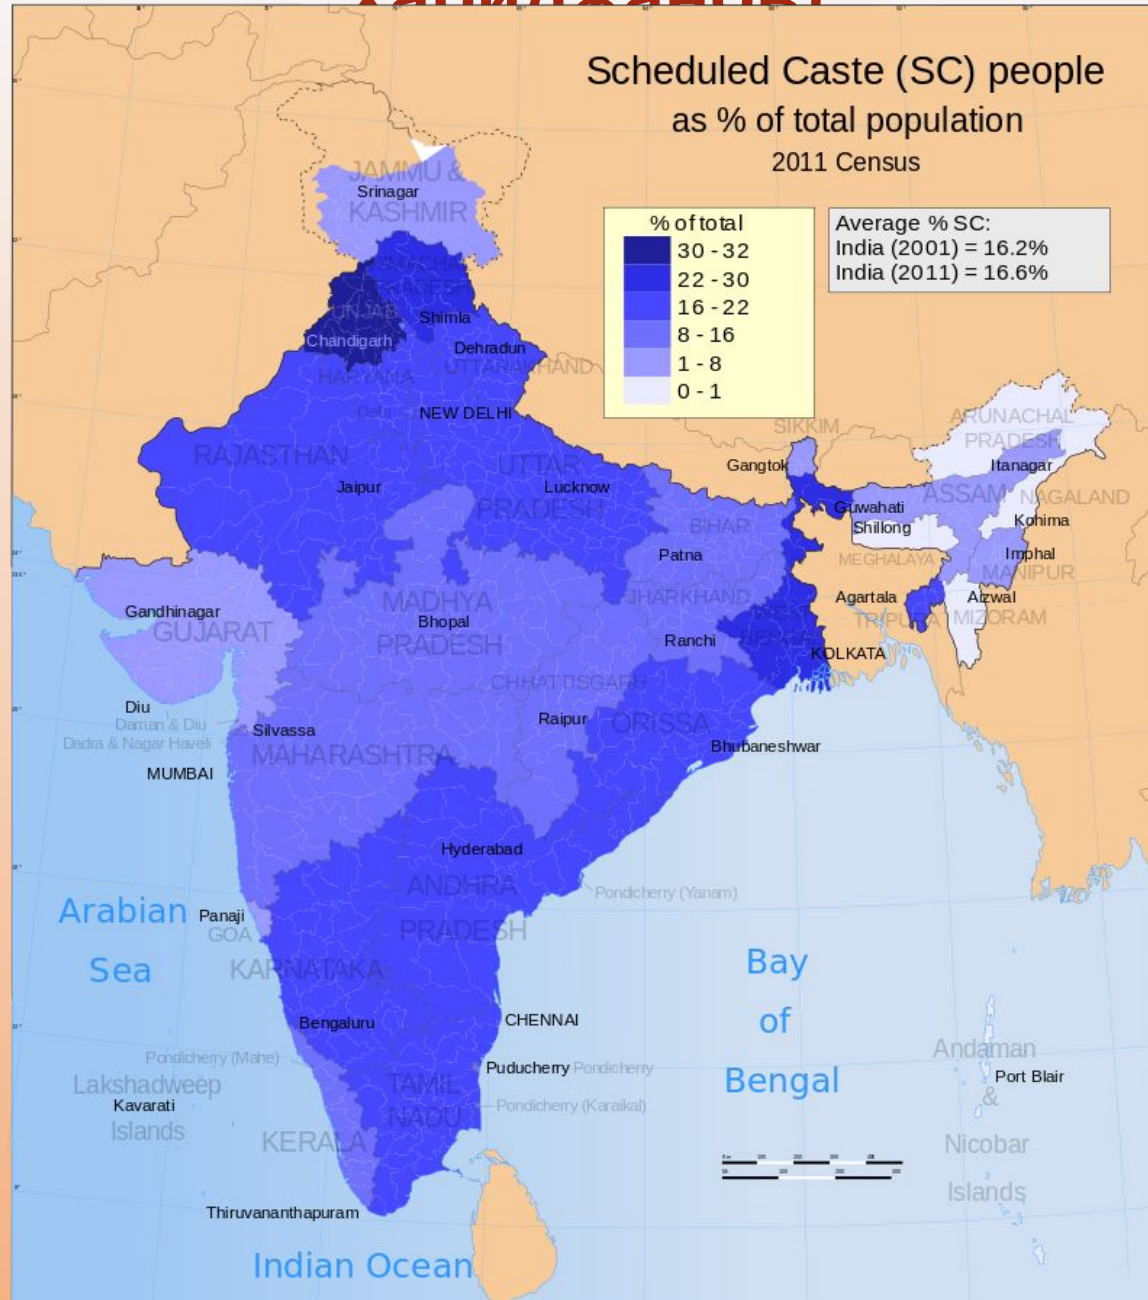 Scheduled Caste (SC) people
as % of total population
2011 Census
% of total
30 - 32
22 - 30
16 - 22
8 - 16
1 - 8
0 - 1
Average % SC:
India (2001) = 16.2%
India (2011) = 16.6%
JAMMU &
Srinagar
KASHMIR
Shimla
Chandigarh
Dehradun
UTTARAKHAND
HARYANA
Delhi
NEW DELHI
SIKKIM
ARUNACHAL
PRADESH
RAJASTHAN
UTTAR
Gangtok
Itanagar
Jaipur
Lucknow
PRADESH
ASSAM
NAGALAND
Guwahati
Shillong
Kohima
BIHAR
Patna
MEGHALAYA
Imphal
MANIPUR
JHARKHAND
Agartala
Aizwal
TRIPURA
MIZORAM
MADHYA
Bhopal
PRADESH
Gandhinagar
GUJARAT
Ranchi
WEST
BENGAL
KOLKATA
CHHATTISGARH
Diu
Daman & Diu
Dadra & Nagar Haveli
Silvassa
Raipur
ORISSA
MAHARASHTRA
Bhubaneshwar
MUMBAI
Hyderabad
ANDHRA
PRADESH
Pondicherry (Yanam)
Arabian
Sea
Panaji
GOA
KARNATAKA
Bay
of
Bengal
Bengaluru
CHENNAI
Pondicherry (Mahe)
Puducherry Pondicherry
Andaman
&
Port Blair
Nicobar
Islands
Lakshadweep
Kavarati
Islands
TAMIL
NADU
Pondicherry (Karaikal)
KERALA
Thiruvananthapuram
Indian Ocean